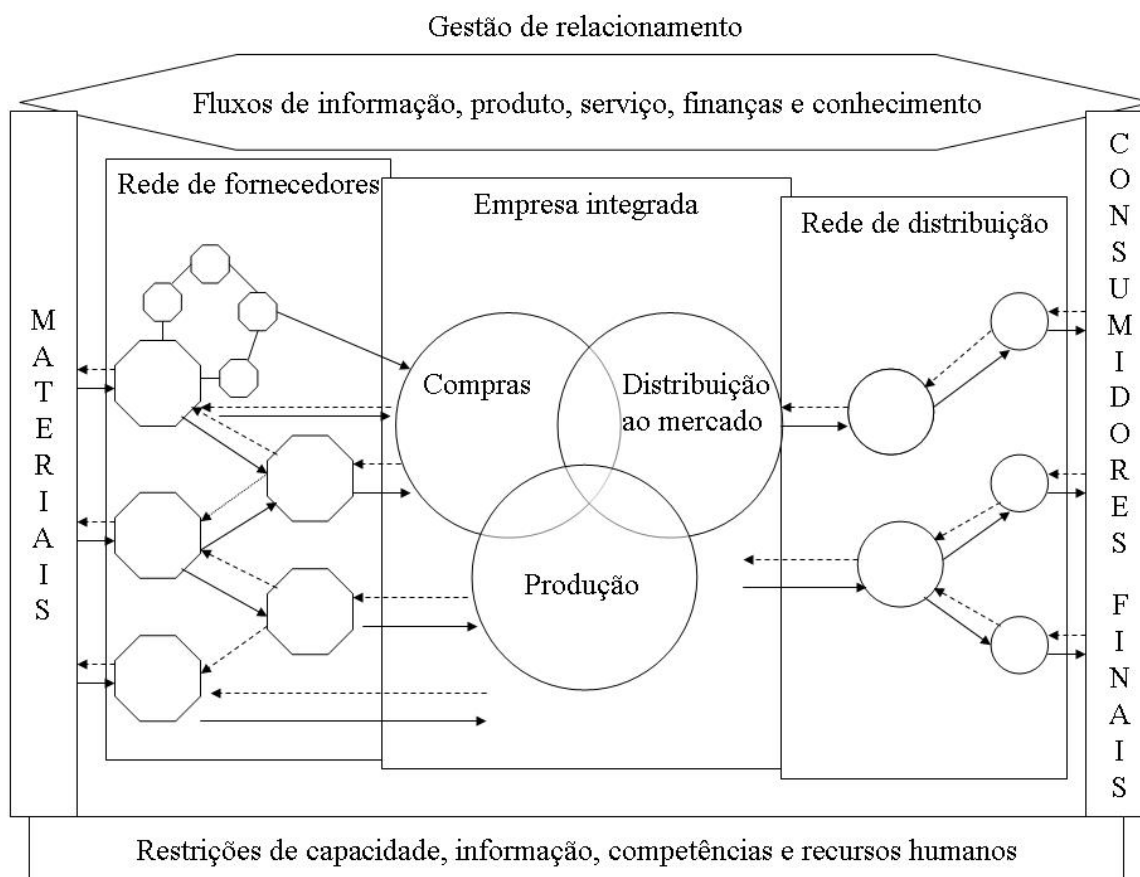 Gestão de relacionamento
Fluxos de informação, produto, serviço, finanças e conhecimento
MATERIAIS
Rede de fornecedores
Empresa integrada
Compras
Distribuição
ao mercado
Produção
Rede de distribuição
CONSUMIDORES FINAIS
Restrições de capacidade, informação, competências e recursos humanos